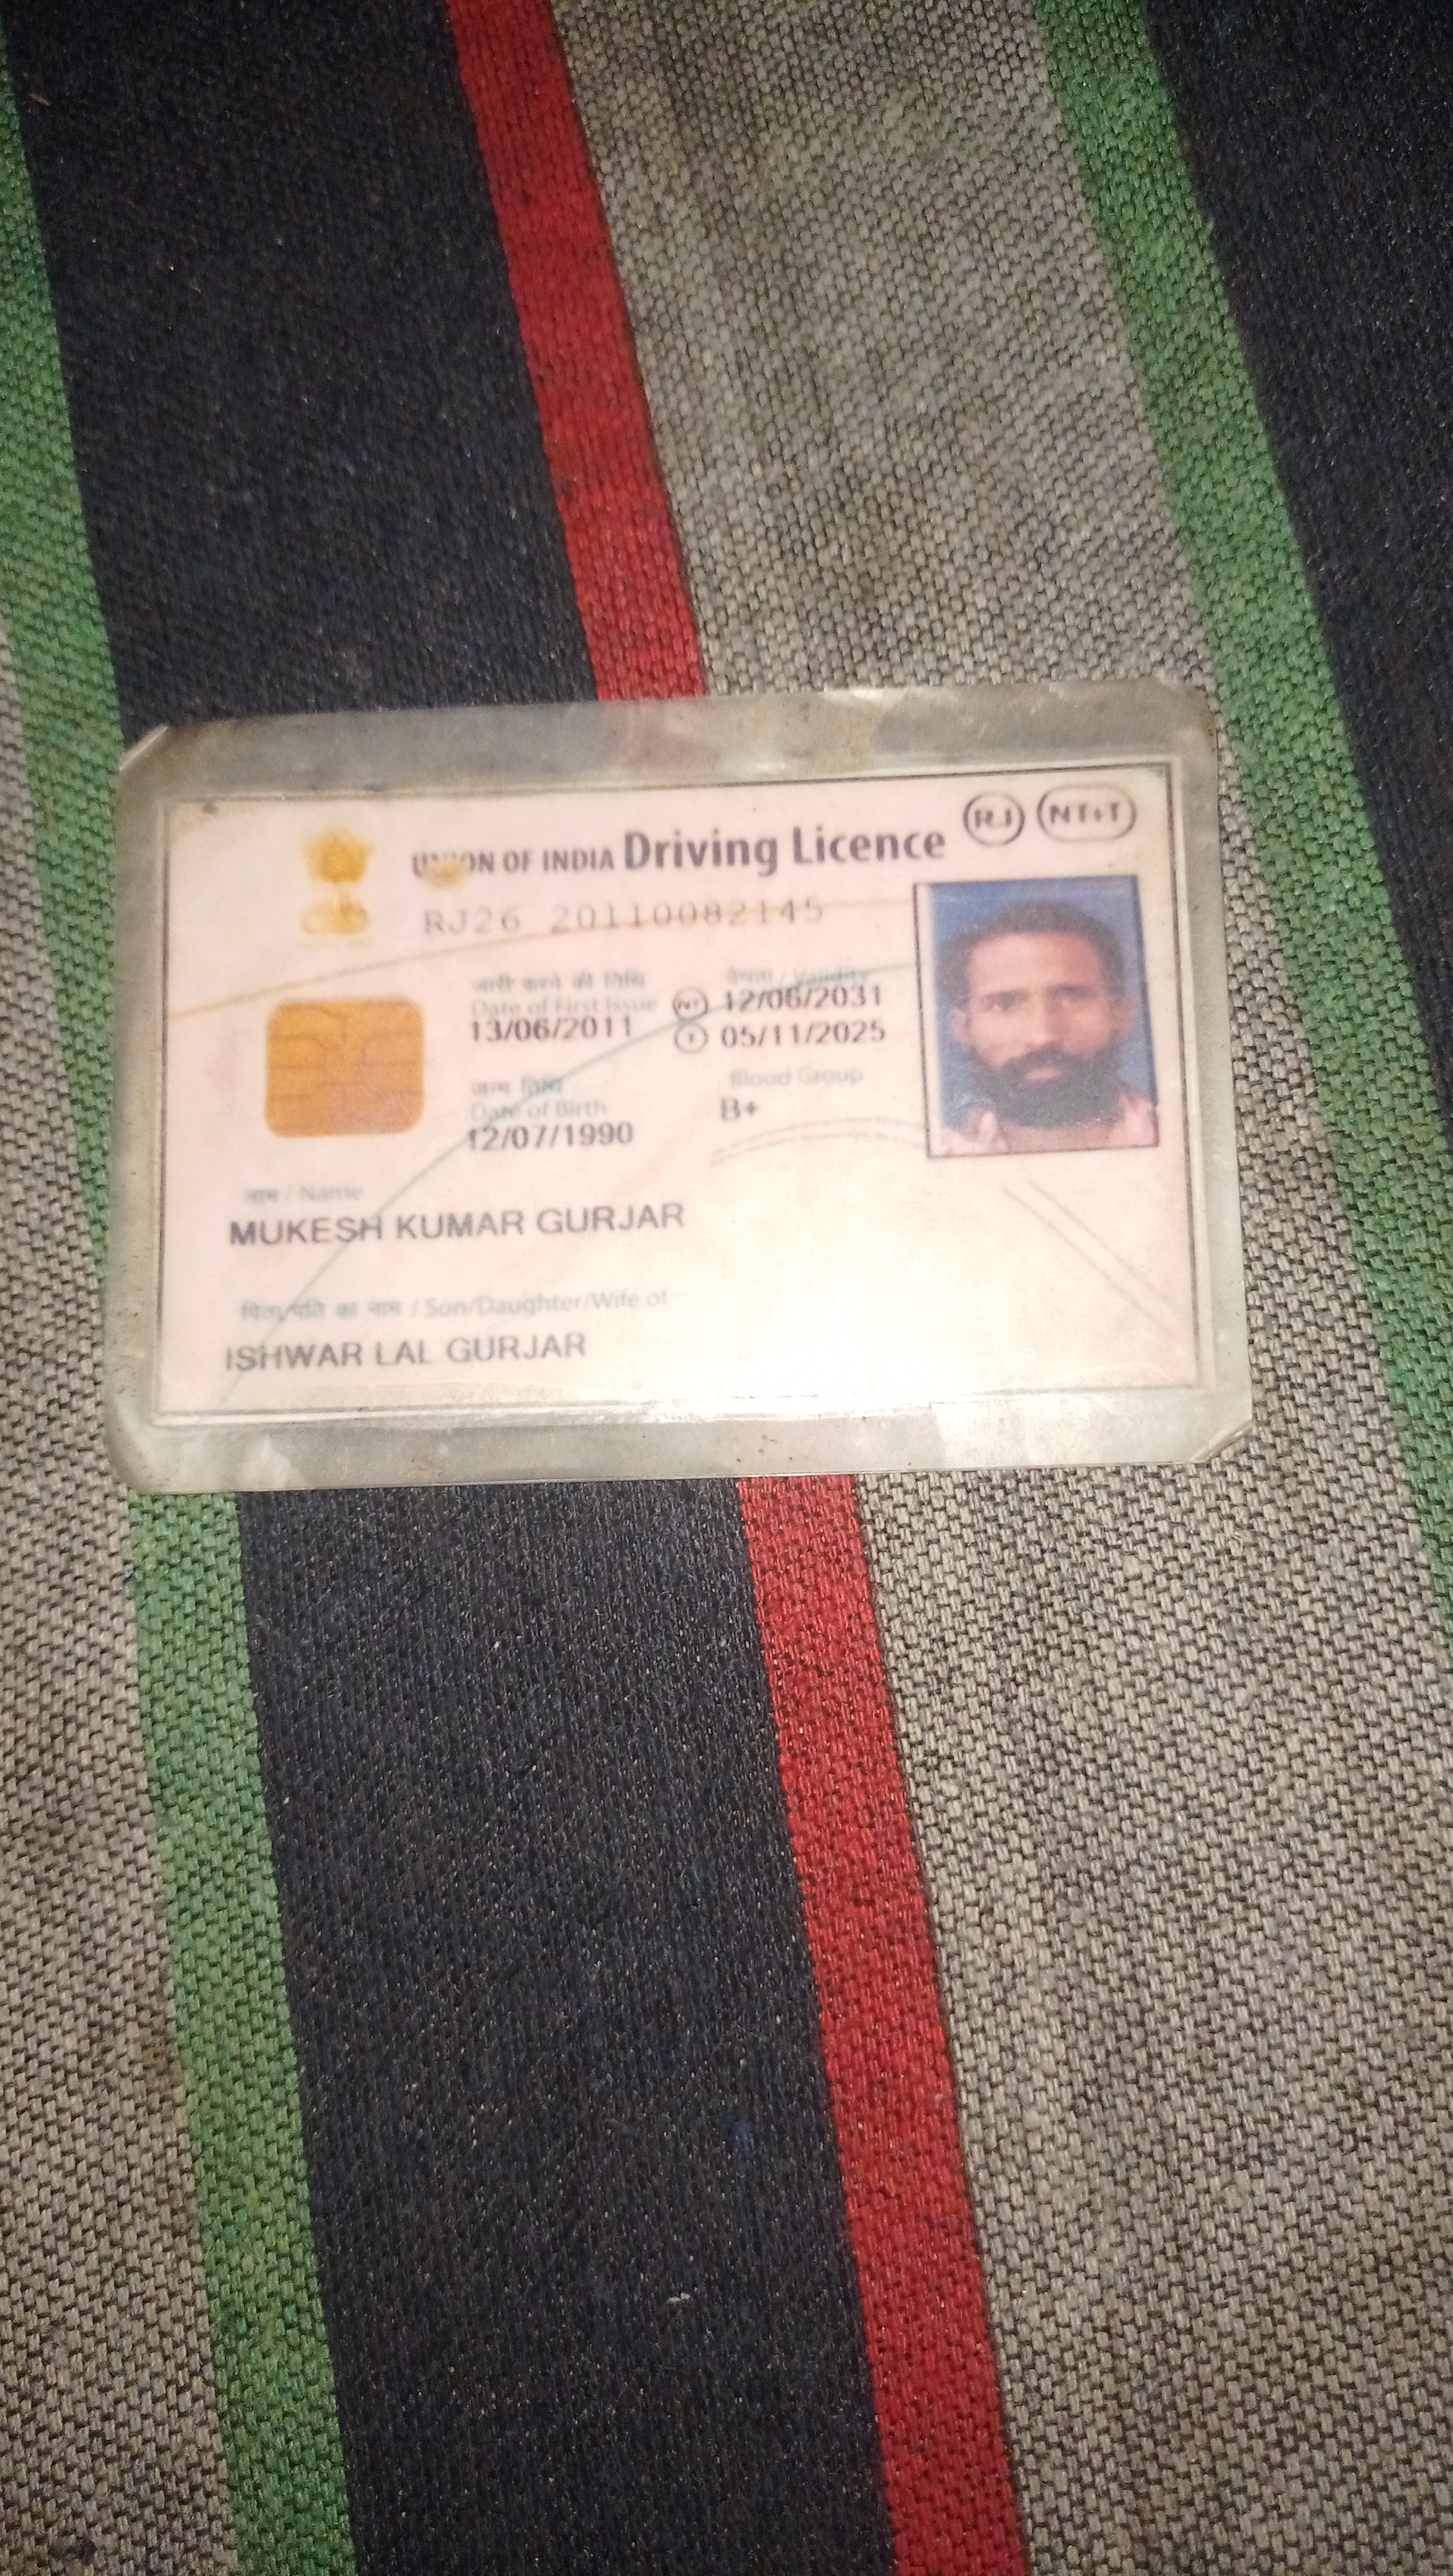 UNION OF INDIA Driving Licence RJ NT+T
RJ26 20110082145
जारी करने की तिथि
Date of First Issue
13/06/2011
वैधता / Validity
NT 12/06/2031
T 05/11/2025
जन्म तिथि
Date of Birth
12/07/1990
Blood Group
B+
नाम / Name
MUKESH KUMAR GURJAR
पिता/पति का नाम / Son/Daughter/Wife of
ISHWAR LAL GURJAR